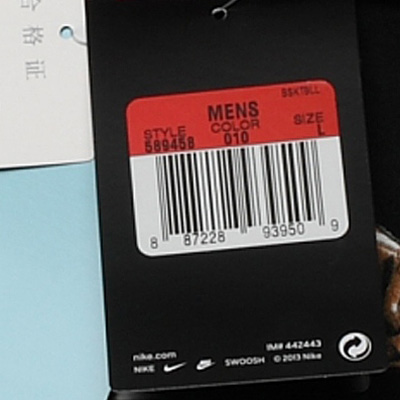 合格证
BSKTBLL
MENS
STYLE COLOR SIZE
589458 010 L
8 87228 93950 9
nike.com IM# 442443
NIKE SWOOSH © 2013 Nike